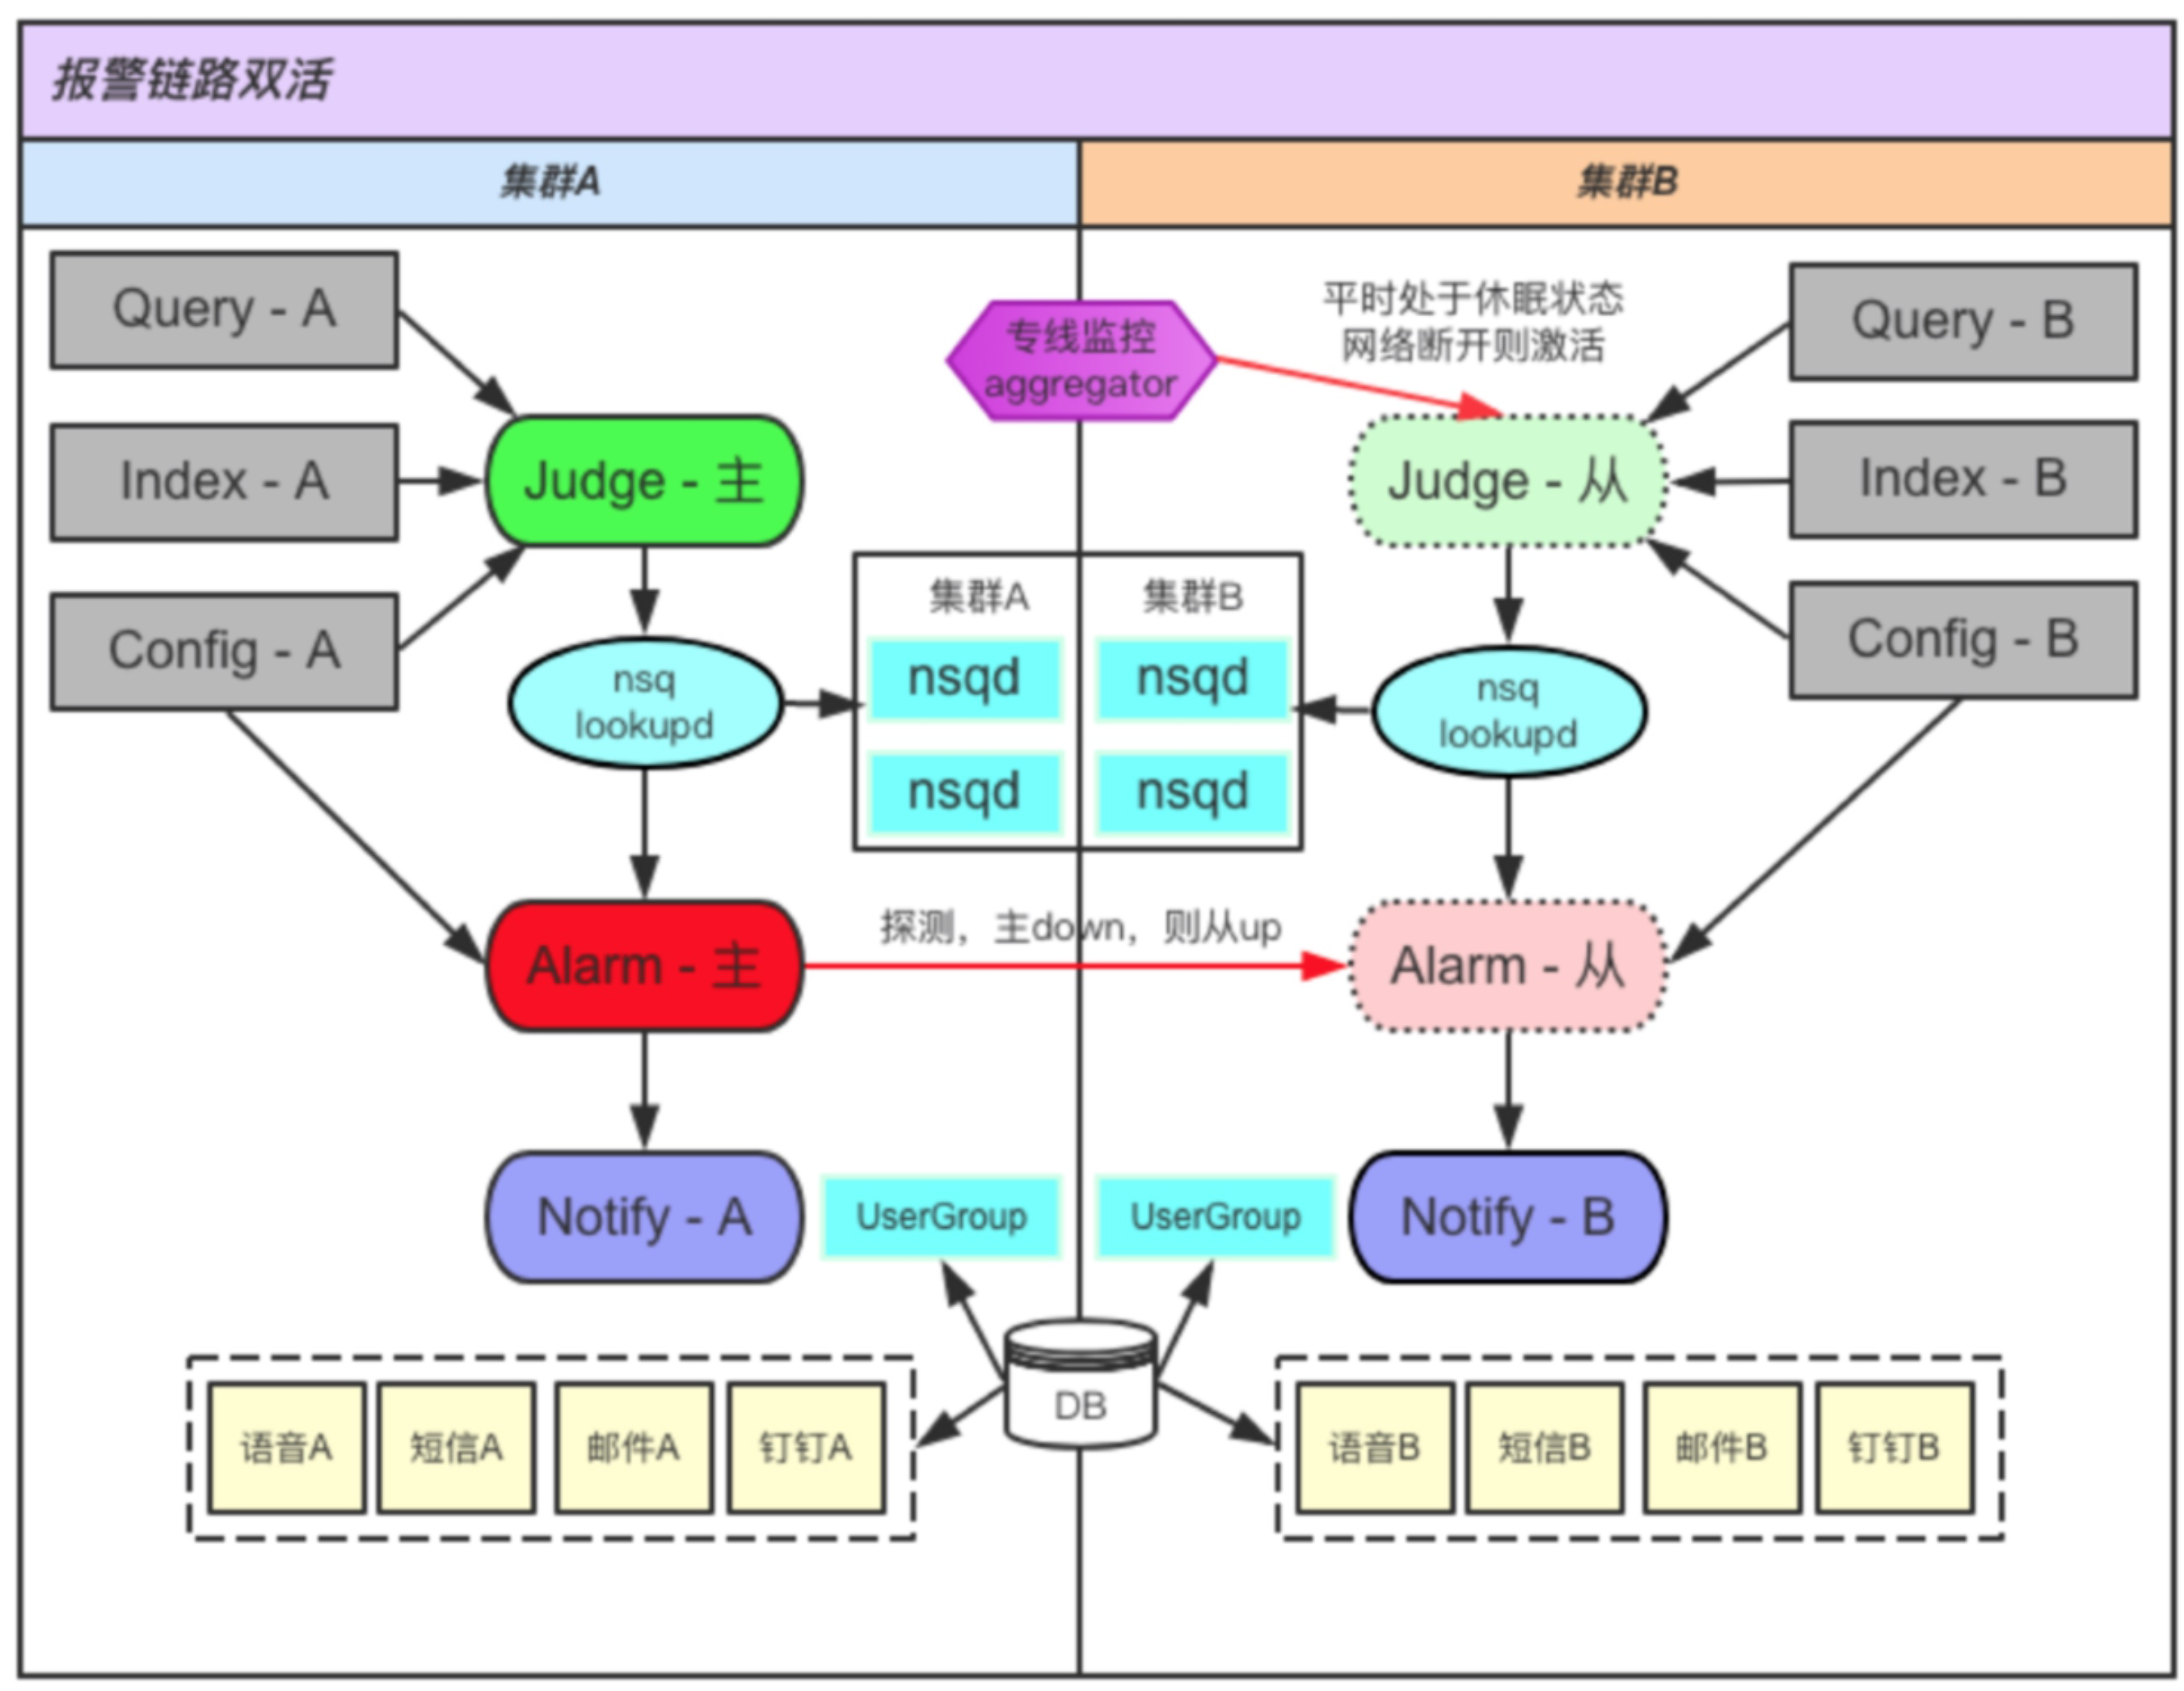 报警链路双活
集群A
集群B
Query - A
Index - A
Config - A
Judge - 主
nsq
lookupd
专线监控
aggregator
平时处于休眠状态
网络断开则激活
Query - B
Index - B
Config - B
Judge - 从
nsq
lookupd
集群A
集群B
nsqd
nsqd
nsqd
nsqd
Alarm - 主
探测，主down，则从up
Alarm - 从
Notify - A
UserGroup
UserGroup
Notify - B
DB
语音A
短信A
邮件A
钉钉A
语音B
短信B
邮件B
钉钉B